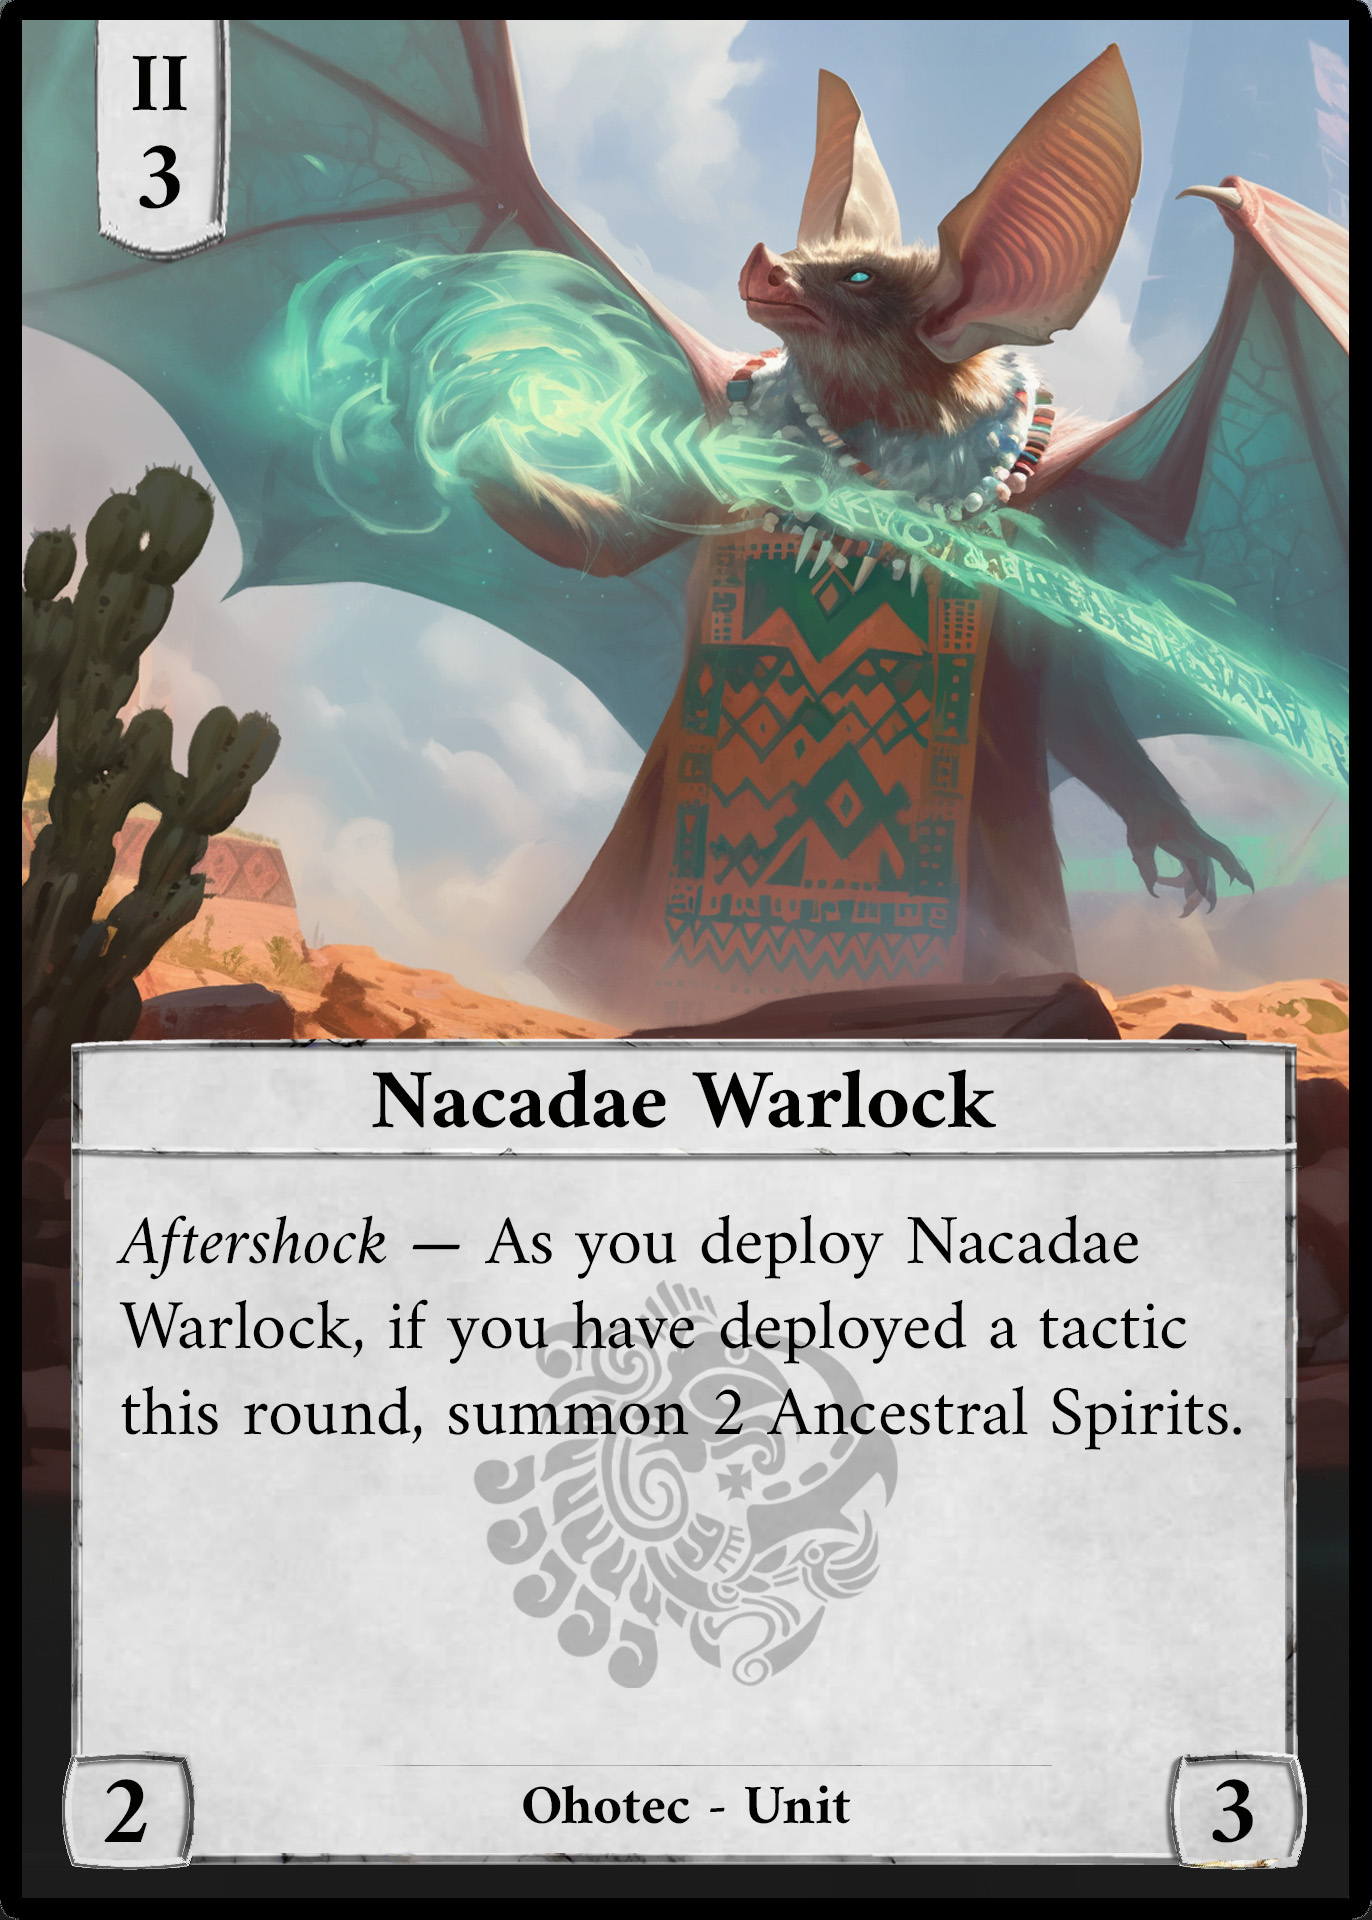 II
3
Nacadae Warlock
Aftershock — As you deploy Nacadae
Warlock, if you have deployed a tactic
this round, summon 2 Ancestral Spirits.
2
Ohotec - Unit
3